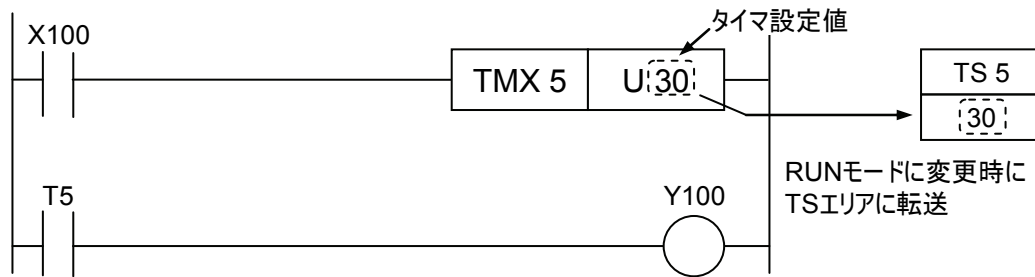 タイマ設定値
X100
TMX 5 U 30
TS 5
30
RUNモードに変更時に
TSエリアに転送
T5
Y100